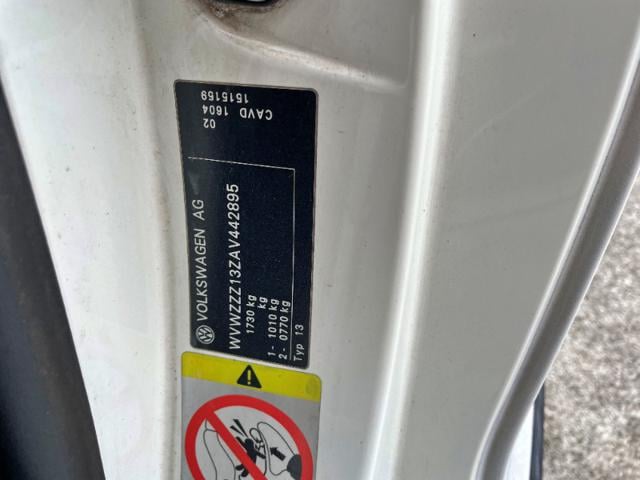 VOLKSWAGEN AG
WVWZZZ13ZAV442895
1730 kg
kg
1- 1010 kg
2- 0770 kg
Typ 13
02
CAVD 1604
1515159